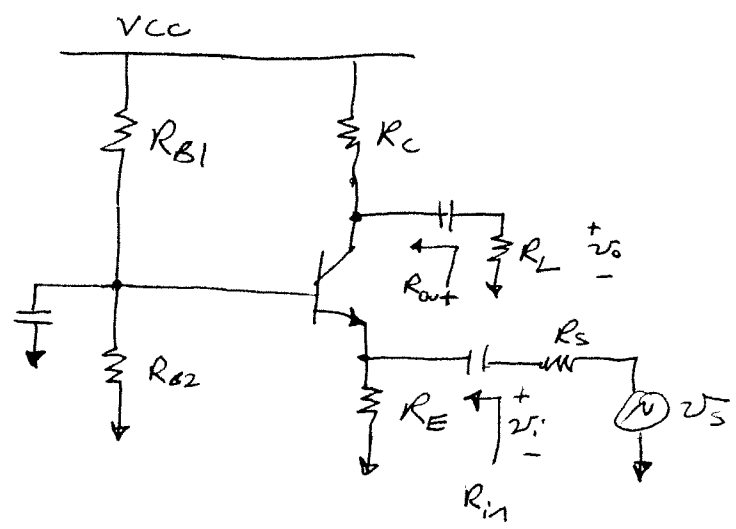 VCC
RB1
RC
+
vo
−
RL
Rout
RS
RB2
RE
+
vi
−
vs
Rin